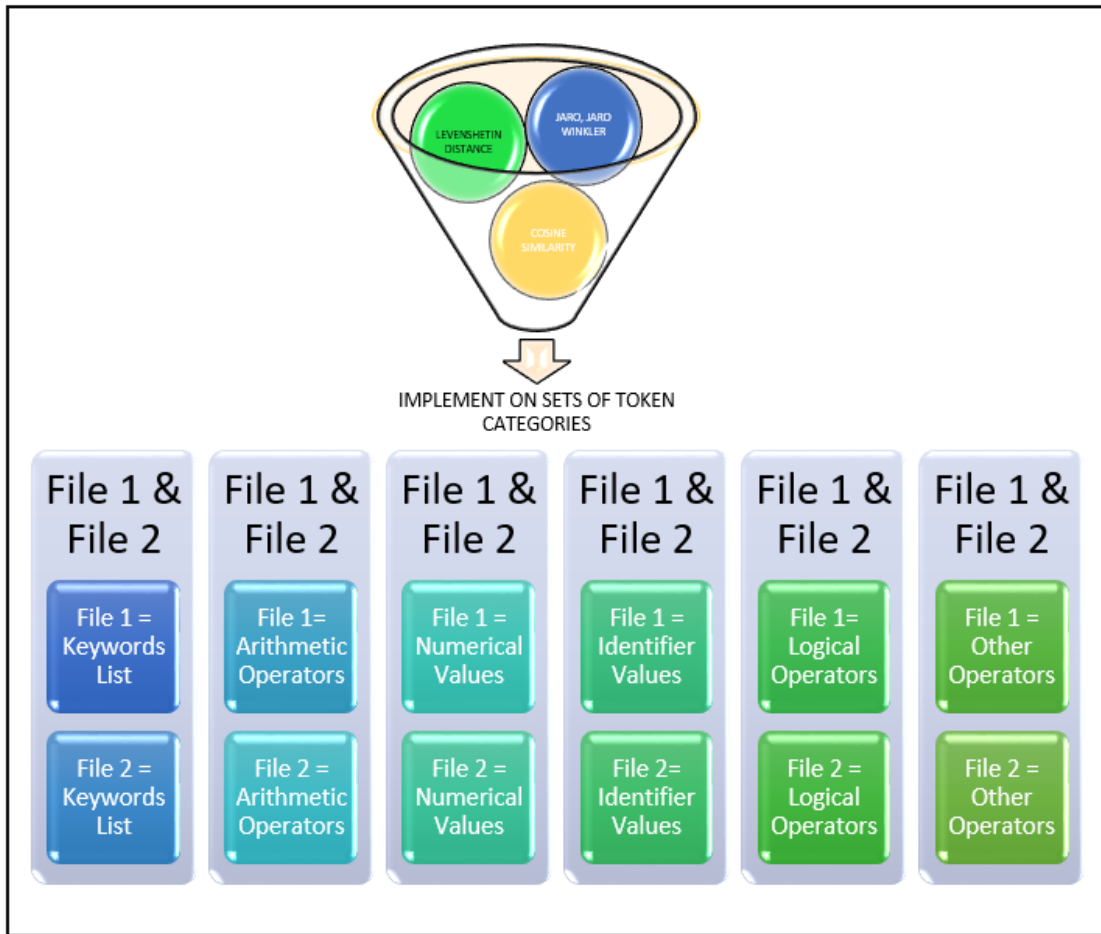 LEVENSHETIN
DISTANCE
JARO, JARO
WINKLER
COSINE
SIMILARITY
IMPLEMENT ON SETS OF TOKEN
CATEGORIES
File 1 &
File 2
File 1 =
Keywords
List
File 2 =
Keywords
List
File 1 &
File 2
File 1=
Arithmetic
Operators
File 2 =
Arithmetic
Operators
File 1 &
File 2
File 1 =
Numerical
Values
File 2 =
Numerical
Values
File 1 &
File 2
File 1 =
Identifier
Values
File 2=
Identifier
Values
File 1 &
File 2
File 1=
Logical
Operators
File 2 =
Logical
Operators
File 1 &
File 2
File 1=
Other
Operators
File 2 =
Other
Operators